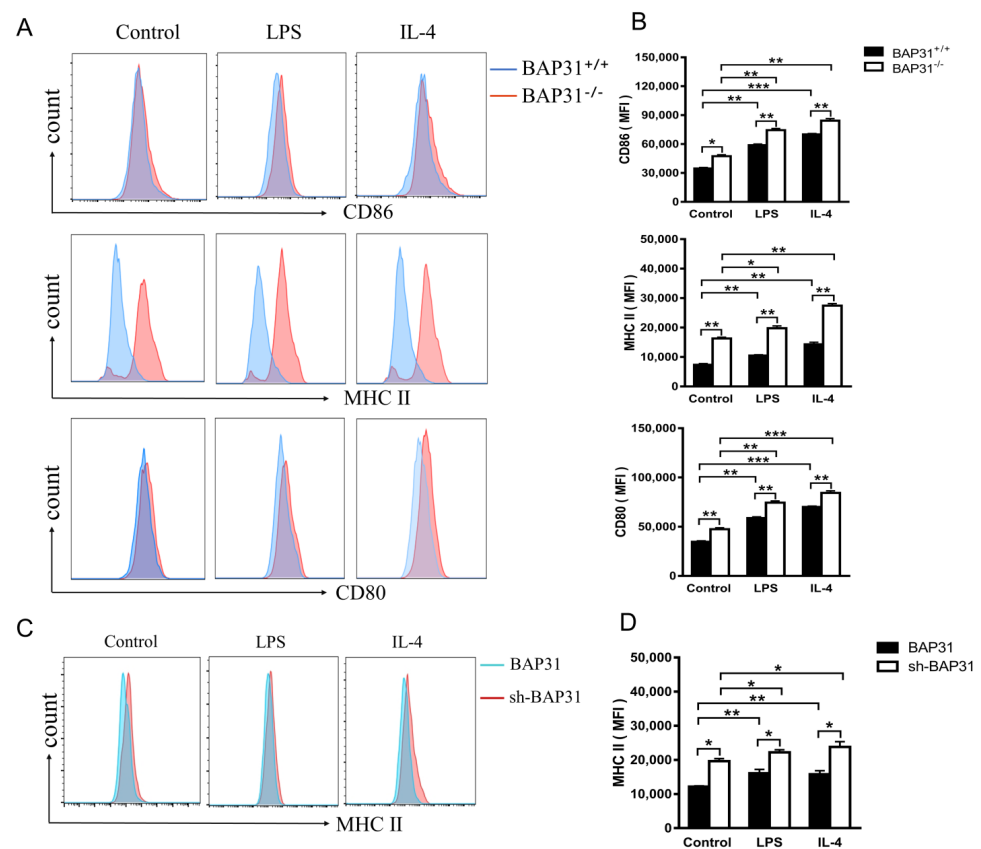 A
Control
LPS
IL-4
BAP31+/+
BAP31-/-
count
CD86
count
MHC II
count
CD80
B
BAP31+/+
BAP31-/-
CD86 ( MFI )
150,000
120,000
90,000
60,000
30,000
0
**
**
***
**
*
**
**
Control
LPS
IL-4
MHC II ( MFI )
50,000
40,000
30,000
20,000
10,000
0
**
*
**
**
**
**
**
Control
LPS
IL-4
CD80 ( MFI )
150,000
100,000
50,000
0
***
**
***
**
**
**
**
Control
LPS
IL-4
C
Control
LPS
IL-4
BAP31
sh-BAP31
count
MHC II
D
BAP31
sh-BAP31
MHC II ( MFI )
50,000
40,000
30,000
20,000
10,000
0
*
*
**
**
*
*
*
Control
LPS
IL-4